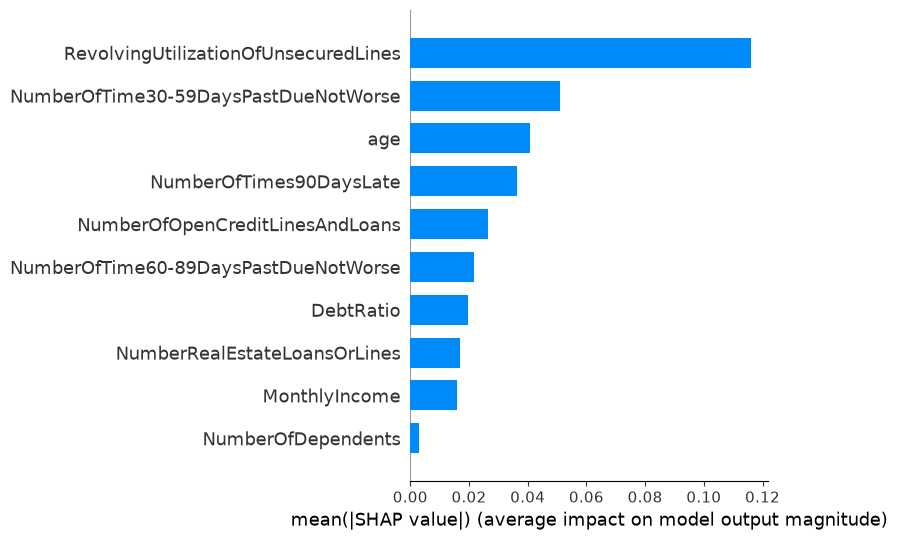 RevolvingUtilizationOfUnsecuredLines
NumberOfTime30-59DaysPastDueNotWorse
age
NumberOfTimes90DaysLate
NumberOfOpenCreditLinesAndLoans
NumberOfTime60-89DaysPastDueNotWorse
DebtRatio
NumberRealEstateLoansOrLines
MonthlyIncome
NumberOfDependents
0.00 0.02 0.04 0.06 0.08 0.10 0.12
mean(|SHAP value|) (average impact on model output magnitude)